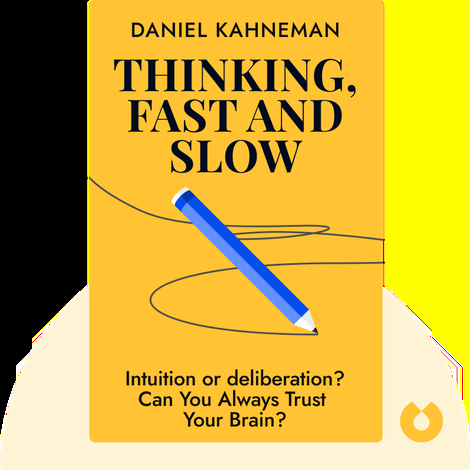 DANIEL KAHNEMAN
THINKING,
FAST AND
SLOW
Intuition or deliberation?
Can You Always Trust
Your Brain?